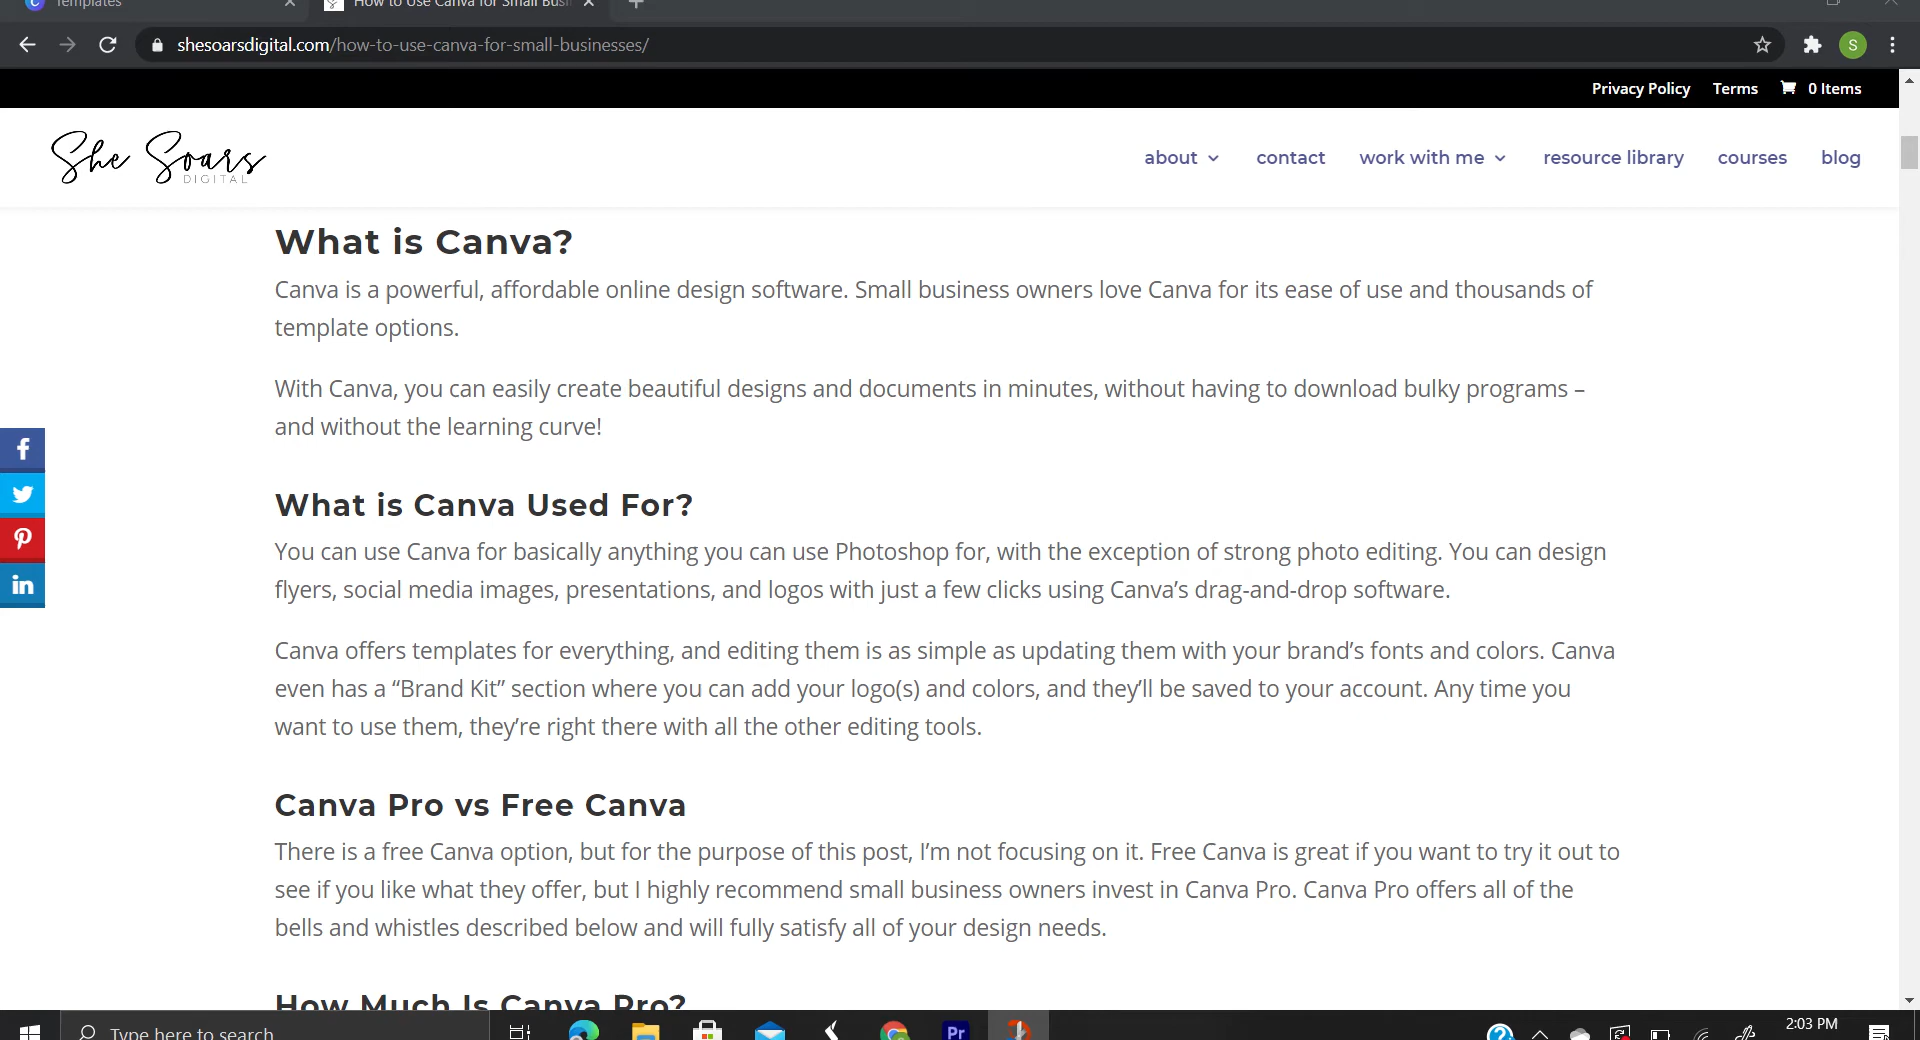 Templates
How to Use Canva for Small Busi
shesoarsdigital.com/how-to-use-canva-for-small-businesses/
S
Privacy Policy Terms 0 Items
She Soars
DIGITAL
about contact work with me resource library courses blog
What is Canva?
Canva is a powerful, affordable online design software. Small business owners love Canva for its ease of use and thousands of
template options.
With Canva, you can easily create beautiful designs and documents in minutes, without having to download bulky programs –
and without the learning curve!
What is Canva Used For?
You can use Canva for basically anything you can use Photoshop for, with the exception of strong photo editing. You can design
flyers, social media images, presentations, and logos with just a few clicks using Canva’s drag-and-drop software.
Canva offers templates for everything, and editing them is as simple as updating them with your brand’s fonts and colors. Canva
even has a “Brand Kit” section where you can add your logo(s) and colors, and they’ll be saved to your account. Any time you
want to use them, they’re right there with all the other editing tools.
Canva Pro vs Free Canva
There is a free Canva option, but for the purpose of this post, I’m not focusing on it. Free Canva is great if you want to try it out to
see if you like what they offer, but I highly recommend small business owners invest in Canva Pro. Canva Pro offers all of the
bells and whistles described below and will fully satisfy all of your design needs.
How Much Is Canva Pro?
Type here to search
Pr
2:03 PM